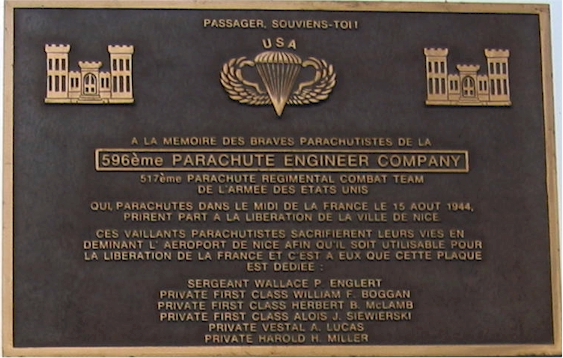 PASSAGER, SOUVIENS-TOI!
USA
A LA MEMOIRE DES BRAVES PARACHUTISTES DE LA
596ème PARACHUTE ENGINEER COMPANY
517ème PARACHUTE REGIMENTAL COMBAT TEAM
DE L'ARMEE DES ETATS UNIS
QUI, PARACHUTES DANS LE MIDI DE LA FRANCE LE 15 AOUT 1944,
PRIRENT PART A LA LIBERATION DE LA VILLE DE NICE.
CES VAILLANTS PARACHUTISTES SACRIFIERENT LEURS VIES EN
DEMINANT L' AEROPORT DE NICE AFIN QU'IL SOIT UTILISABLE POUR
LA LIBERATION DE LA FRANCE ET C'EST A EUX QUE CETTE PLAQUE
EST DEDIEE :
SERGEANT WALLACE P. ENGLERT
PRIVATE FIRST CLASS WILLIAM F. BOGGAN
PRIVATE FIRST CLASS HERBERT B. McLAMB
PRIVATE FIRST CLASS ALOIS J. SIEWIERSKI
PRIVATE VESTAL A. LUCAS
PRIVATE HAROLD H. MILLER